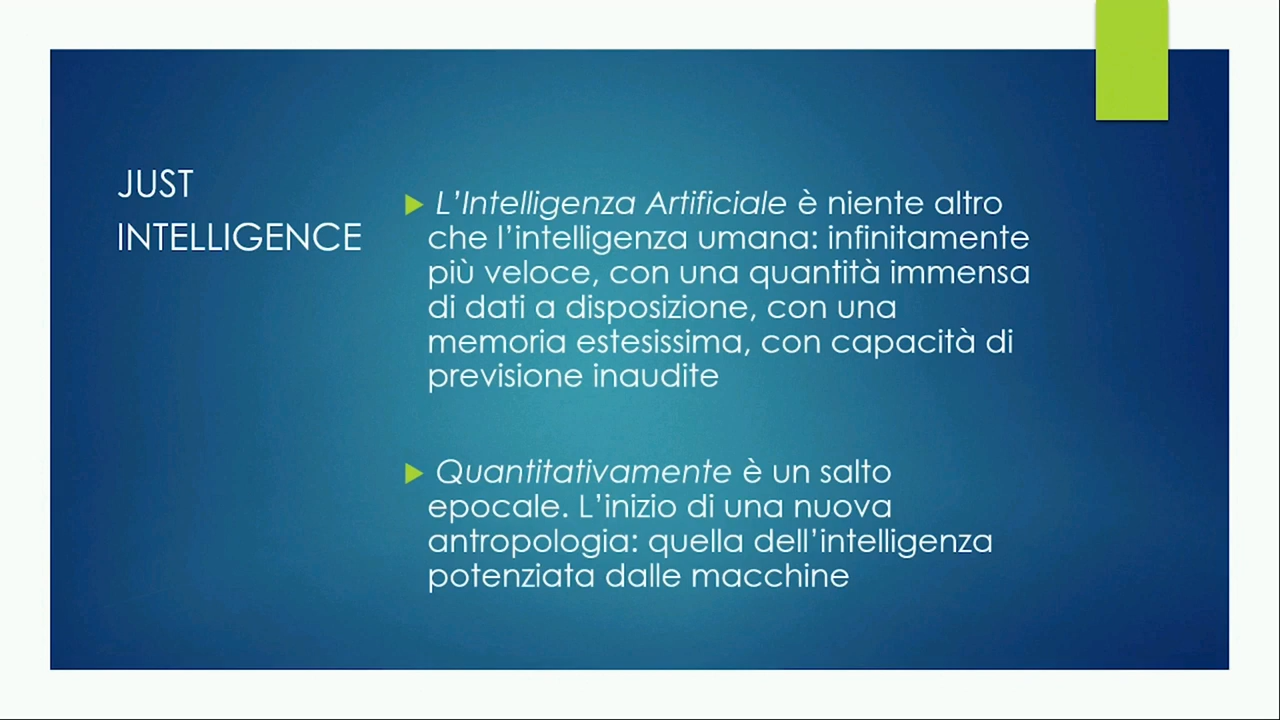 JUST
INTELLIGENCE
L’Intelligenza Artificiale è niente altro
che l’intelligenza umana: infinitamente
più veloce, con una quantità immensa
di dati a disposizione, con una
memoria estesissima, con capacità di
previsione inaudite
Quantitativamente è un salto
epocale. L’inizio di una nuova
antropologia: quella dell’intelligenza
potenziata dalle macchine